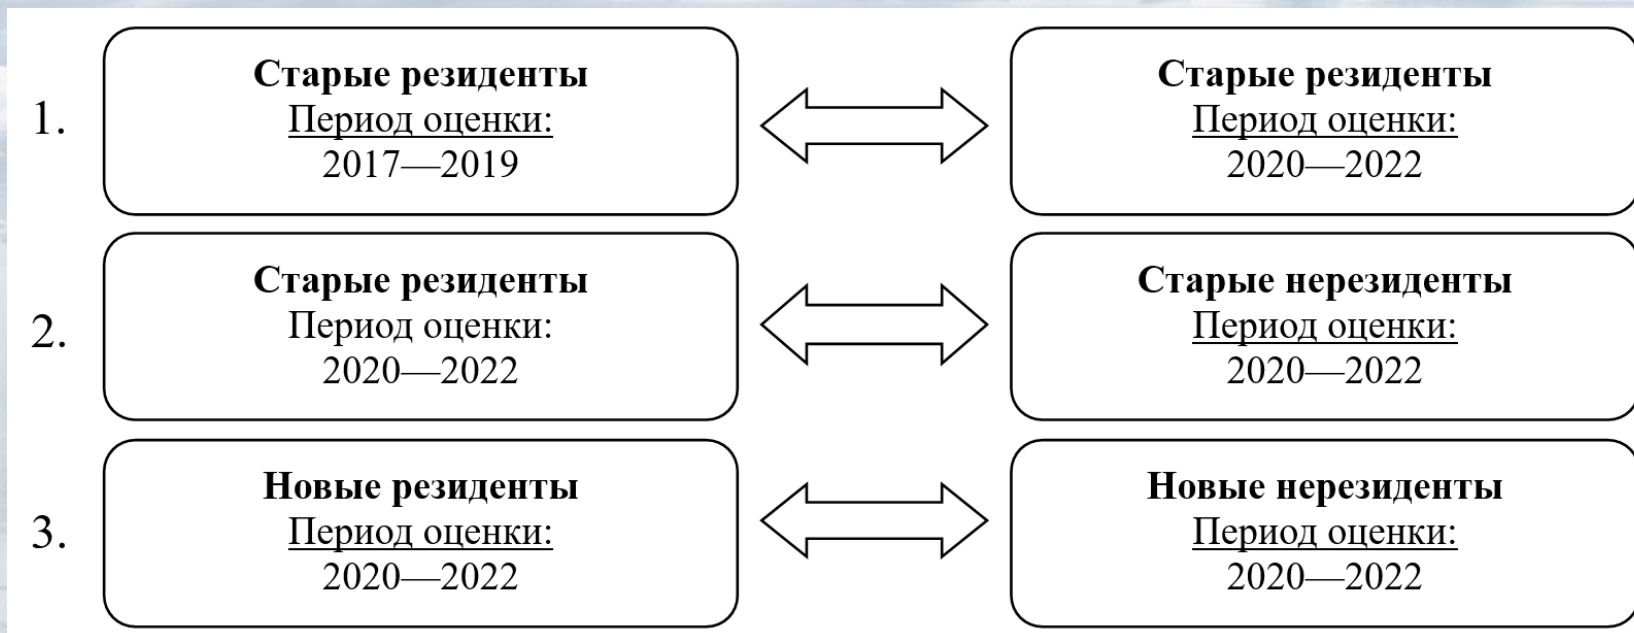 1.
Старые резиденты
Период оценки:
2017—2019
Старые резиденты
Период оценки:
2020—2022
2.
Старые резиденты
Период оценки:
2020—2022
Старые нерезиденты
Период оценки:
2020—2022
3.
Новые резиденты
Период оценки:
2020—2022
Новые нерезиденты
Период оценки:
2020—2022